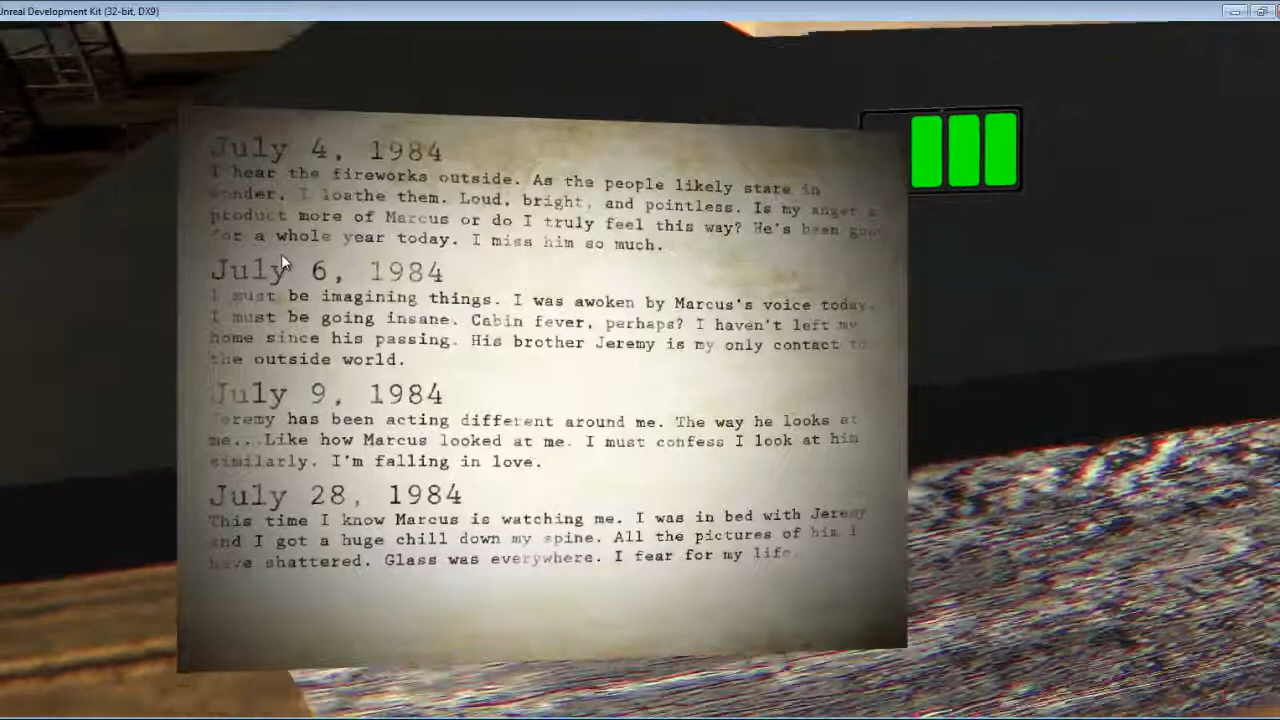 Unreal Development Kit (32-bit, DX9)
July 4, 1984
I hear the fireworks outside. As the people likely stare in
wonder, I loathe them. Loud, bright, and pointless. Is my anger a
product more of Marcus or do I truly feel this way? He's been gone
for a whole year today. I miss him so much.
July 6, 1984
I must be imagining things. I was awoken by Marcus's voice today.
I must be going insane. Cabin fever, perhaps? I haven't left my
home since his passing. His brother Jeremy is my only contact to
the outside world.
July 9, 1984
Jeremy has been acting different around me. The way he looks at
me...Like how Marcus looked at me. I must confess I look at him
similarly. I'm falling in love.
July 28, 1984
This time I know Marcus is watching me. I was in bed with Jeremy
and I got a huge chill down my spine. All the pictures of him I
have shattered. Glass was everywhere. I fear for my life.